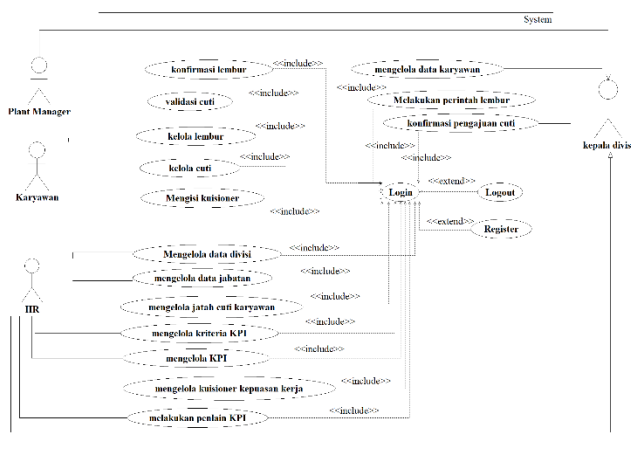 System
konfirmasi lembur
<<include>>
mengelola data karyawan
<<include>>
<<include>>
validasi cuti
Melakukan perintah lembur
Plant Manager
konfirmasi pengajuan cuti
<<include>>
kelola lembur
<<include>>
kepala divis
<<include>>
kelola cuti
<<extend>>
Karyawan
Mengisi kuisioner
Login
Logout
<<include>>
<<extend>>
Register
Mengelola data divisi
<<include>>
mengelola data jabatan
<<include>>
HR
mengelola jatah cuti karyawan
<<include>>
mengelola kriteria KPI
<<include>>
mengelola KPI
<<include>>
mengelola kuisioner kepuasan kerja
<<include>>
melakukan penlain KPI
<<include>>